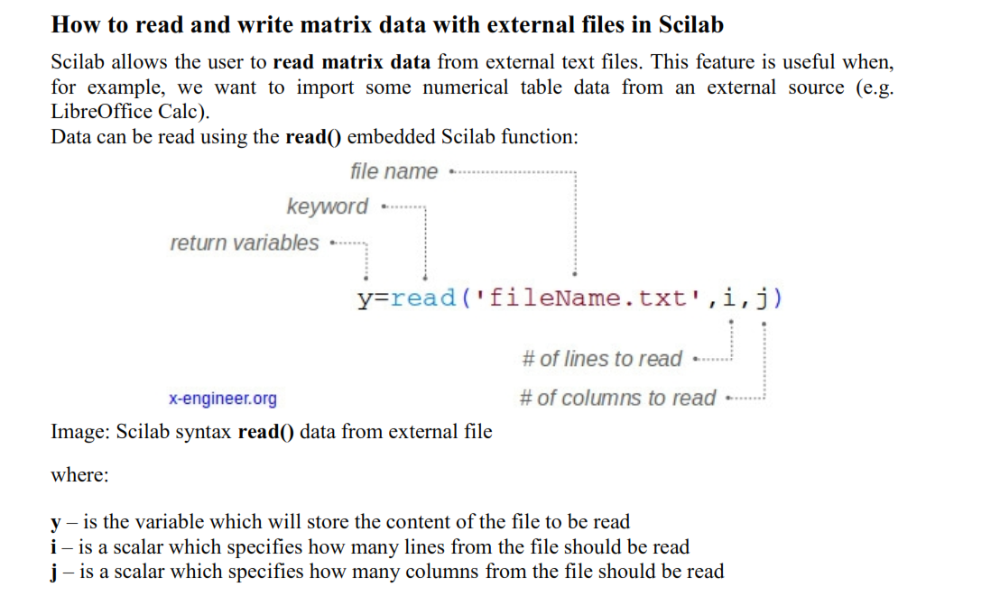 How to read and write matrix data with external files in Scilab
Scilab allows the user to read matrix data from external text files. This feature is useful when,
for example, we want to import some numerical table data from an external source (e.g.
LibreOffice Calc).
Data can be read using the read() embedded Scilab function:
file name
keyword
return variables
y=read('fileName.txt',i,j)
# of lines to read
# of columns to read
x-engineer.org
Image: Scilab syntax read() data from external file
where:
y – is the variable which will store the content of the file to be read
i – is a scalar which specifies how many lines from the file should be read
j – is a scalar which specifies how many columns from the file should be read